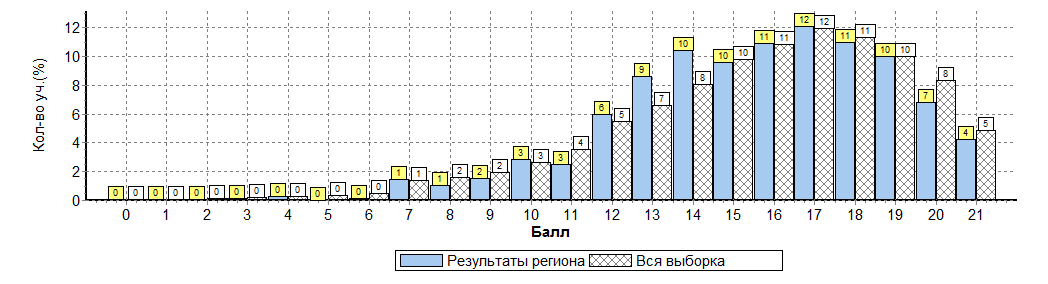 Кол-во уч.(%)
12
10
8
6
4
2
0
0 0 0 0 0 0 0 0 0 0 0 0 0 0 1 1 1 2 2 2 3 3 3 4 6 5 9 7 10 8 10 10 11 11 12 12 11 11 10 10 7 8 4 5
0 1 2 3 4 5 6 7 8 9 10 11 12 13 14 15 16 17 18 19 20 21
Балл
Результаты региона Вся выборка